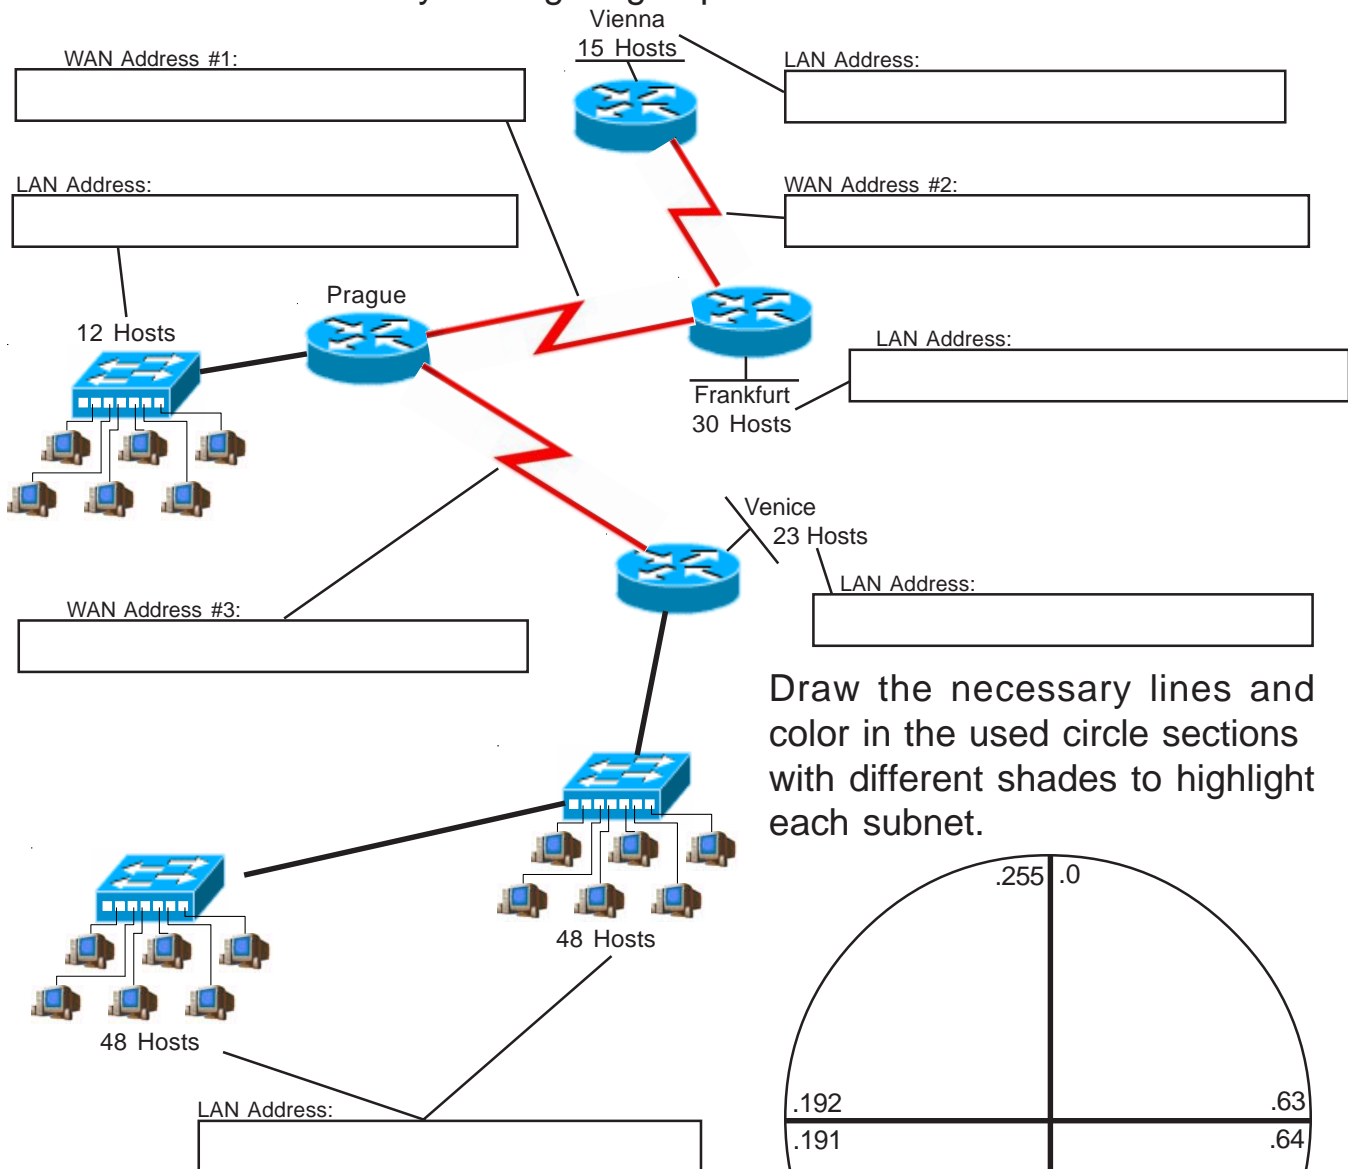 Vienna
15 Hosts
WAN Address #1:
LAN Address:
LAN Address:
WAN Address #2:
Prague
12 Hosts
LAN Address:
Frankfurt
30 Hosts
Venice
23 Hosts
LAN Address:
WAN Address #3:
Draw the necessary lines and
color in the used circle sections
with different shades to highlight
each subnet.
.255 .0
48 Hosts
48 Hosts
.192 .63
LAN Address:
.191 .64